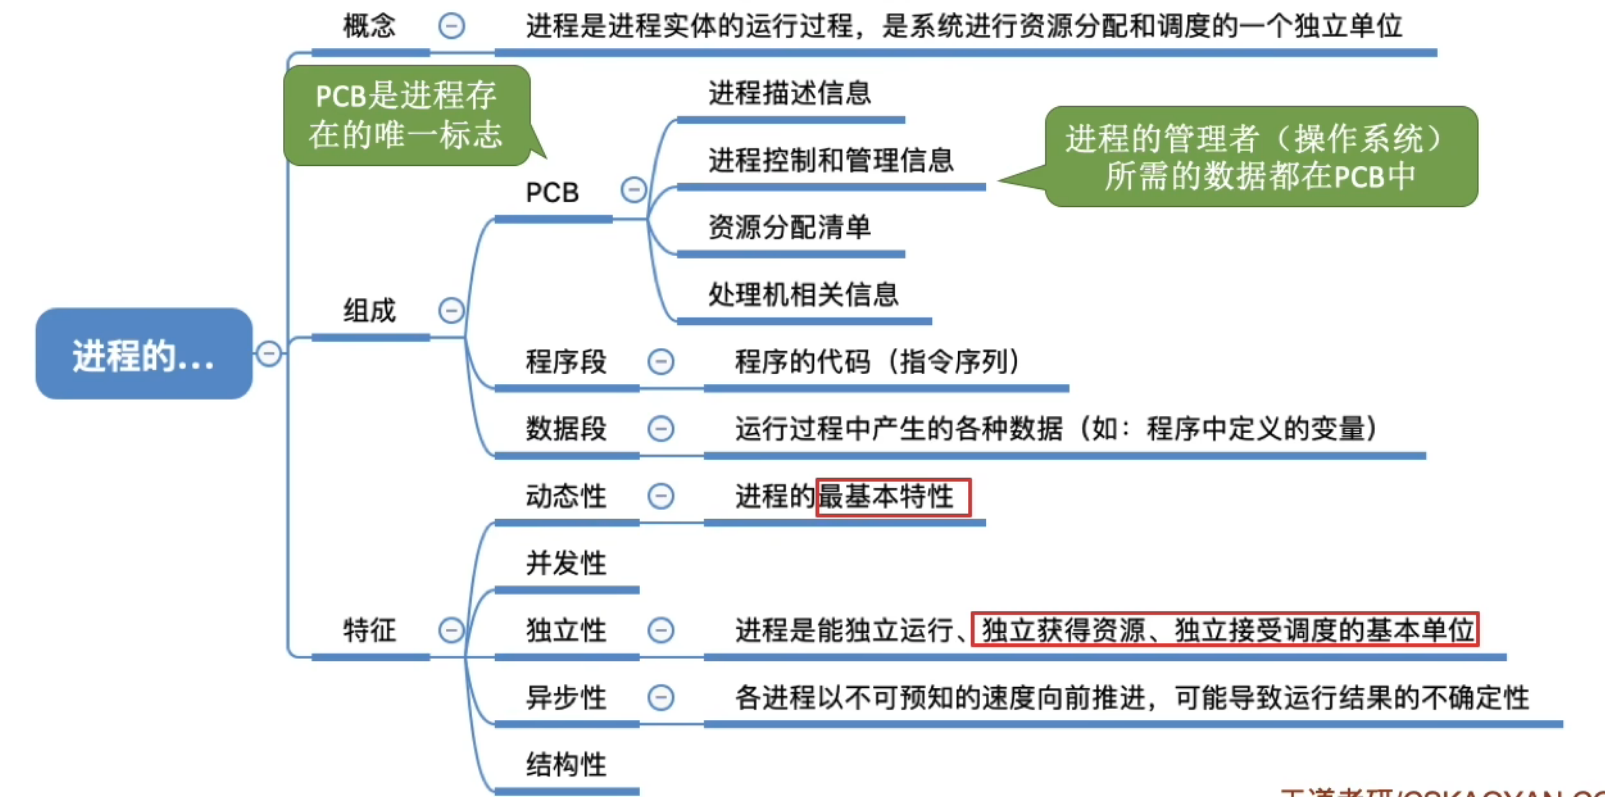 概念
进程是进程实体的运行过程，是系统进行资源分配和调度的一个独立单位
PCB是进程存
在的唯一标志
进程描述信息
进程的管理者（操作系统）
所需的数据都在PCB中
进程控制和管理信息
PCB
资源分配清单
处理机相关信息
组成
进程的...
程序段
程序的代码（指令序列）
数据段
运行过程中产生的各种数据（如：程序中定义的变量）
动态性
进程的最基本特性
并发性
特征
独立性
进程是能独立运行、独立获得资源、独立接受调度的基本单位
异步性
各进程以不可预知的速度向前推进，可能导致运行结果的不确定性
结构性